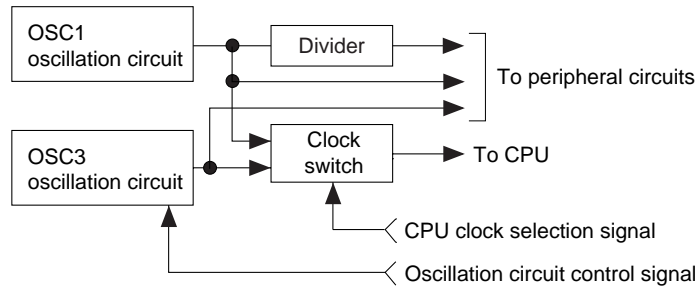 OSC1
oscillation circuit
Divider
To peripheral circuits
OSC3
oscillation circuit
Clock
switch
To CPU
CPU clock selection signal
Oscillation circuit control signal